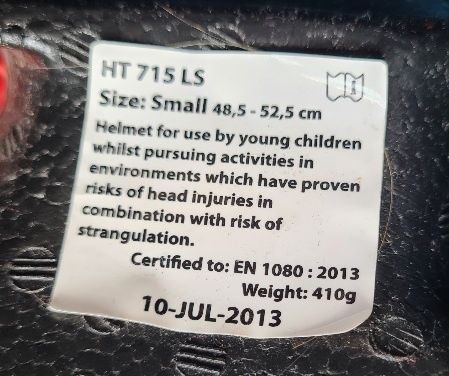 HT 715 LS
Size: Small 48,5 - 52,5 cm
Helmet for use by young children
whilst pursuing activities in
environments which have proven
risks of head injuries in
combination with risk of
strangulation.
Certified to: EN 1080 : 2013
Weight: 410g
10-JUL-2013